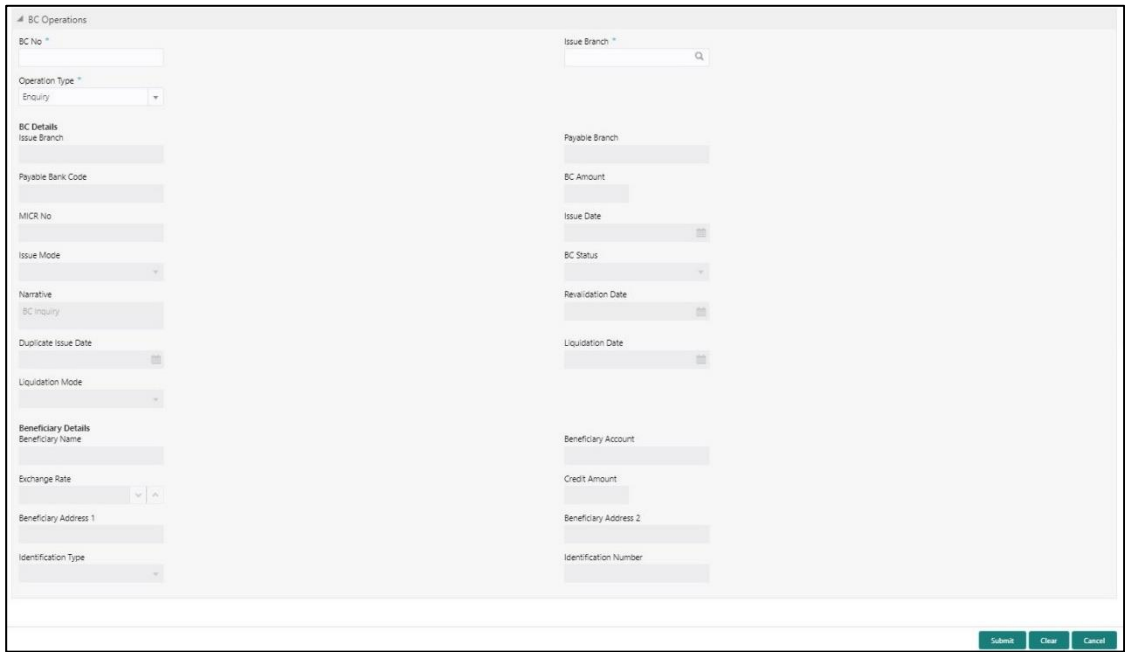 BC Operations
BC No *
Issue Branch *
Operation Type *
Enquiry
BC Details
Issue Branch
Payable Branch
Payable Bank Code
BC Amount
MICR No
Issue Date
Issue Mode
BC Status
Narrative
Revalidation Date
BC Inquiry
Duplicate Issue Date
Liquidation Date
Liquidation Mode
Beneficiary Details
Beneficiary Name
Beneficiary Account
Exchange Rate
Credit Amount
Beneficiary Address 1
Beneficiary Address 2
Identification Type
Identification Number
Submit Clear Cancel